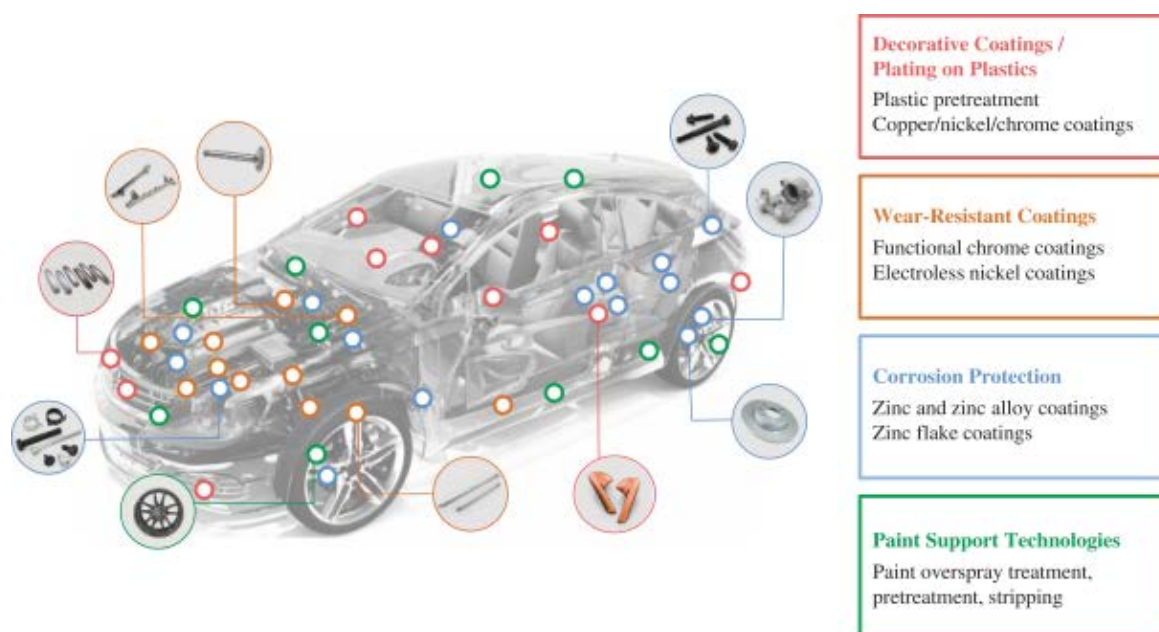 Decorative Coatings /
Plating on Plastics
Plastic pretreatment
Copper/nickel/chrome coatings
Wear-Resistant Coatings
Functional chrome coatings
Electroless nickel coatings
Corrosion Protection
Zinc and zinc alloy coatings
Zinc flake coatings
Paint Support Technologies
Paint overspray treatment,
pretreatment, stripping